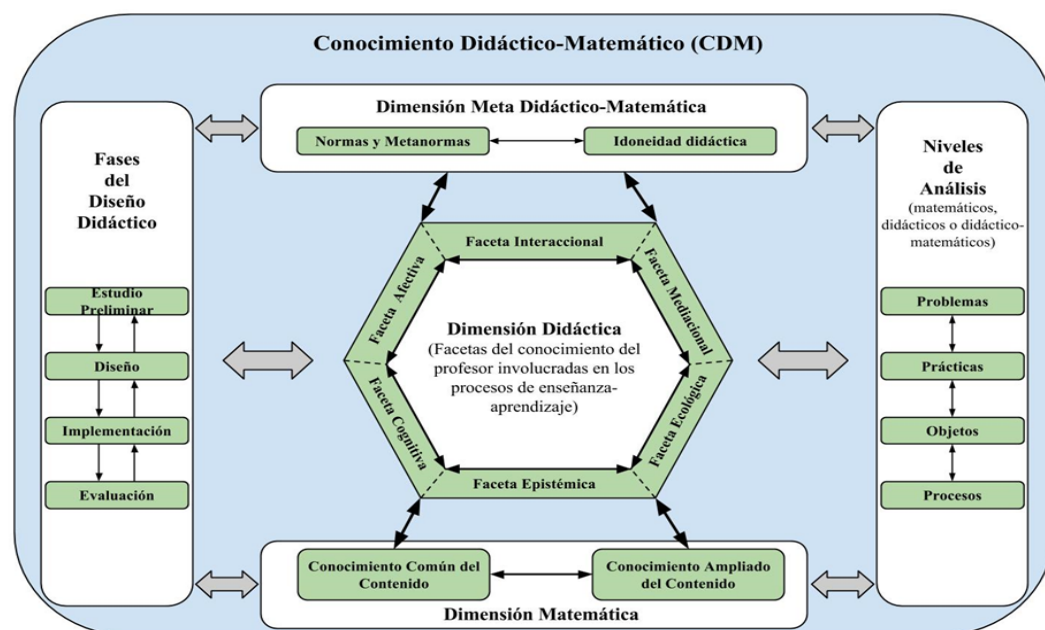 Conocimiento Didáctico-Matemático (CDM)
Dimensión Meta Didáctico-Matemática
Normas y Metanormas
Idoneidad didáctica
Fases
del
Diseño
Didáctico
Estudio
Preliminar
Diseño
Implementación
Evaluación
Faceta Interaccional
Faceta Afectiva
Faceta Mediacional
Dimensión Didáctica
(Facetas del conocimiento del
profesor involucradas en los
procesos de enseñanza-
aprendizaje)
Faceta Cognitiva
Faceta Ecológica
Faceta Epistémica
Niveles
de
Análisis
(matemáticos,
didácticos o didáctico-
matemáticos)
Problemas
Prácticas
Objetos
Procesos
Conocimiento Común del
Contenido
Conocimiento Ampliado
del Contenido
Dimensión Matemática